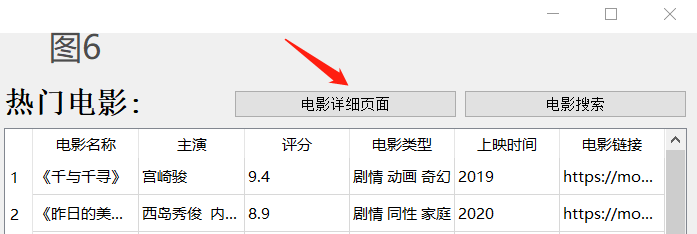 图6
热门电影:
电影详细页面 电影搜索
电影名称 主演 评分 电影类型 上映时间 电影链接
1 《千与千寻》 宫崎骏 9.4 剧情 动画 奇幻 2019 https://mo...
2 《昨日的美... 西岛秀俊 内... 8.9 剧情 同性 家庭 2020 https://mo...